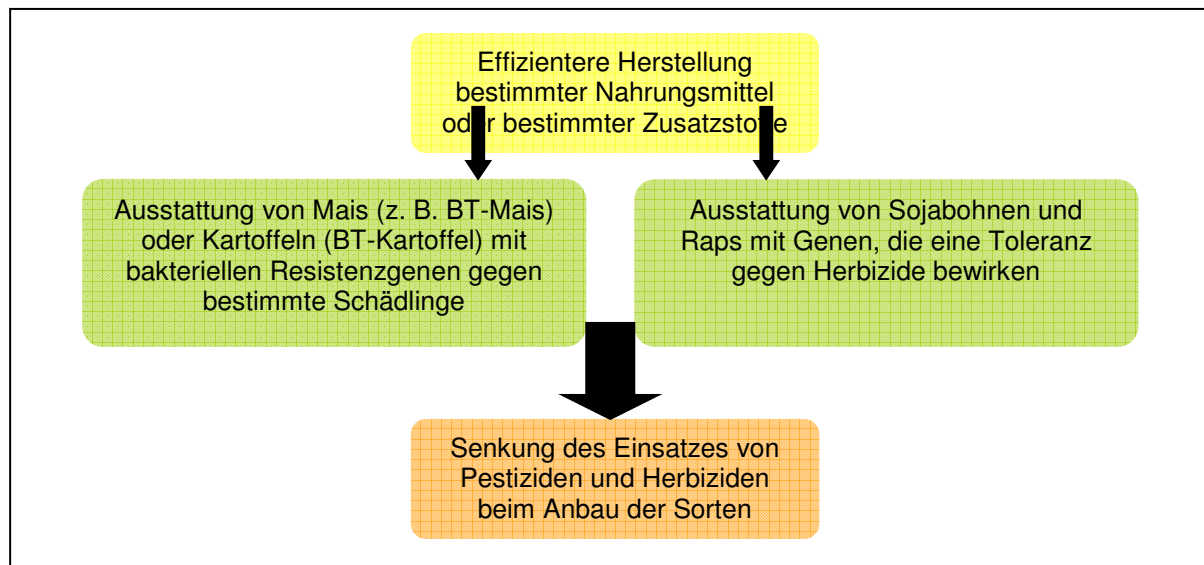 Effizientere Herstellung
bestimmter Nahrungsmittel
oder bestimmter Zusatzstoffe
Ausstattung von Mais (z. B. BT-Mais)
oder Kartoffeln (BT-Kartoffel) mit
bakteriellen Resistenzgenen gegen
bestimmte Schädlinge
Ausstattung von Sojabohnen und
Raps mit Genen, die eine Toleranz
gegen Herbizide bewirken
Senkung des Einsatzes von
Pestiziden und Herbiziden
beim Anbau der Sorten